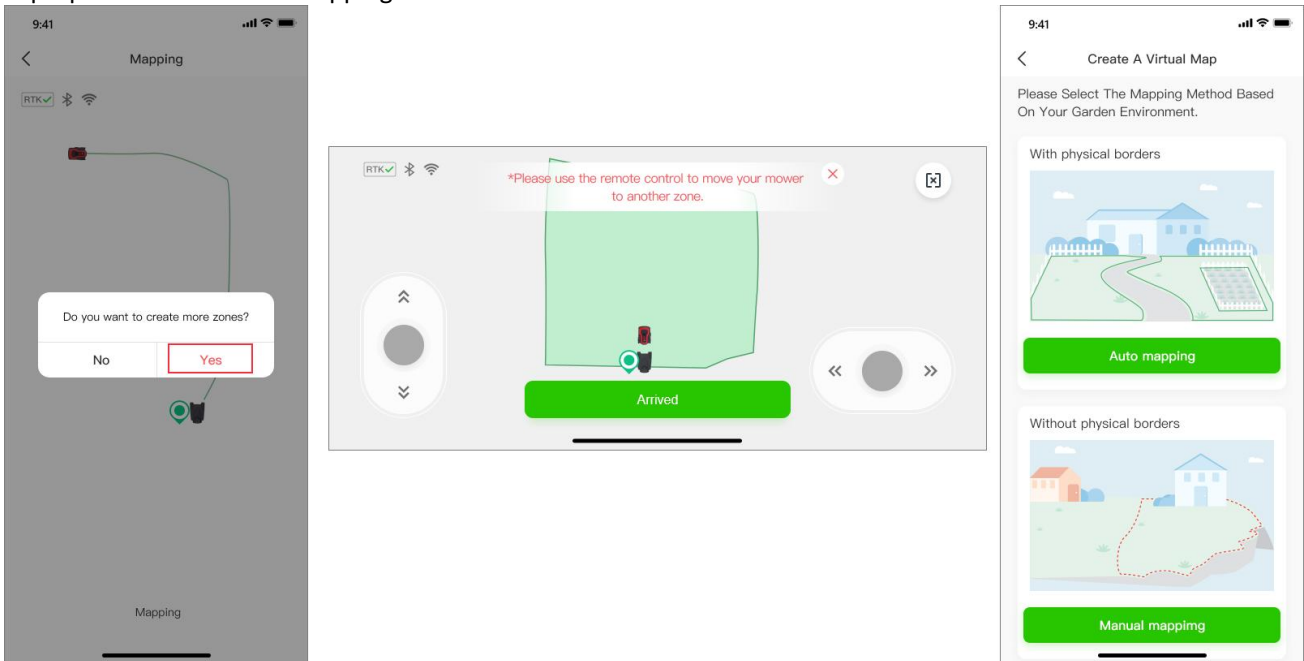 9:41
Mapping
RTK✓
Do you want to create more zones?
No
Yes
Mapping
RTK✓
*Please use the remote control to move your mower
to another zone.
Arrived
9:41
Create A Virtual Map
Please Select The Mapping Method Based
On Your Garden Environment.
With physical borders
Auto mapping
Without physical borders
Manual mappimg